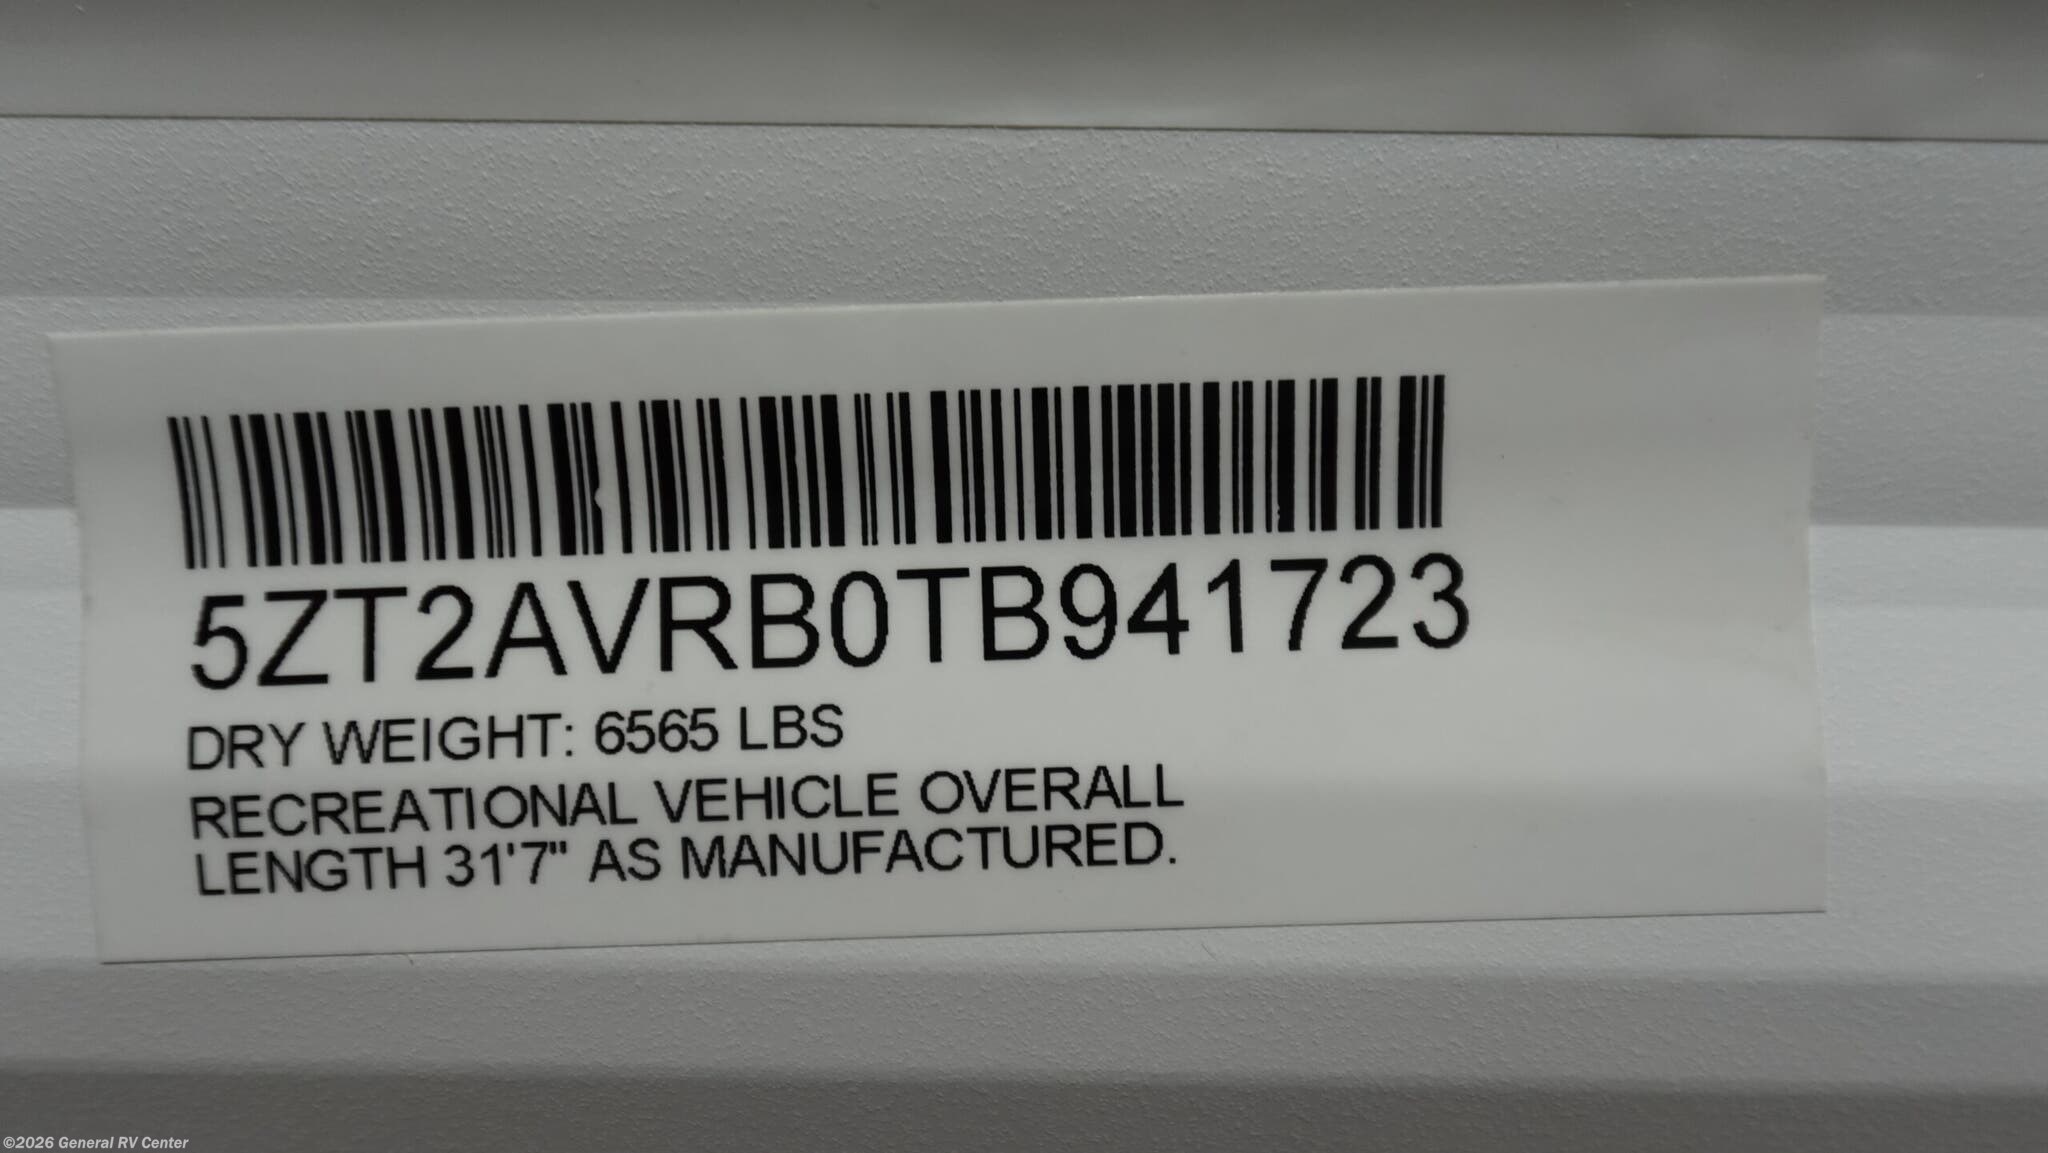 5ZT2AVRB0TB941723
DRY WEIGHT: 6565 LBS
RECREATIONAL VEHICLE OVERALL
LENGTH 31'7" AS MANUFACTURED.
©2026 General RV Center